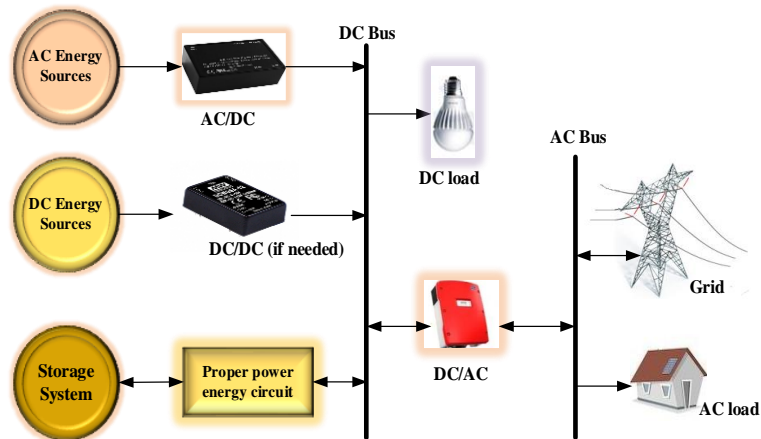 AC Energy
Sources
AC/DC
DC Bus
DC load
AC Bus
DC Energy
Sources
DC/DC (if needed)
Grid
Storage
System
Proper power
energy circuit
DC/AC
AC load